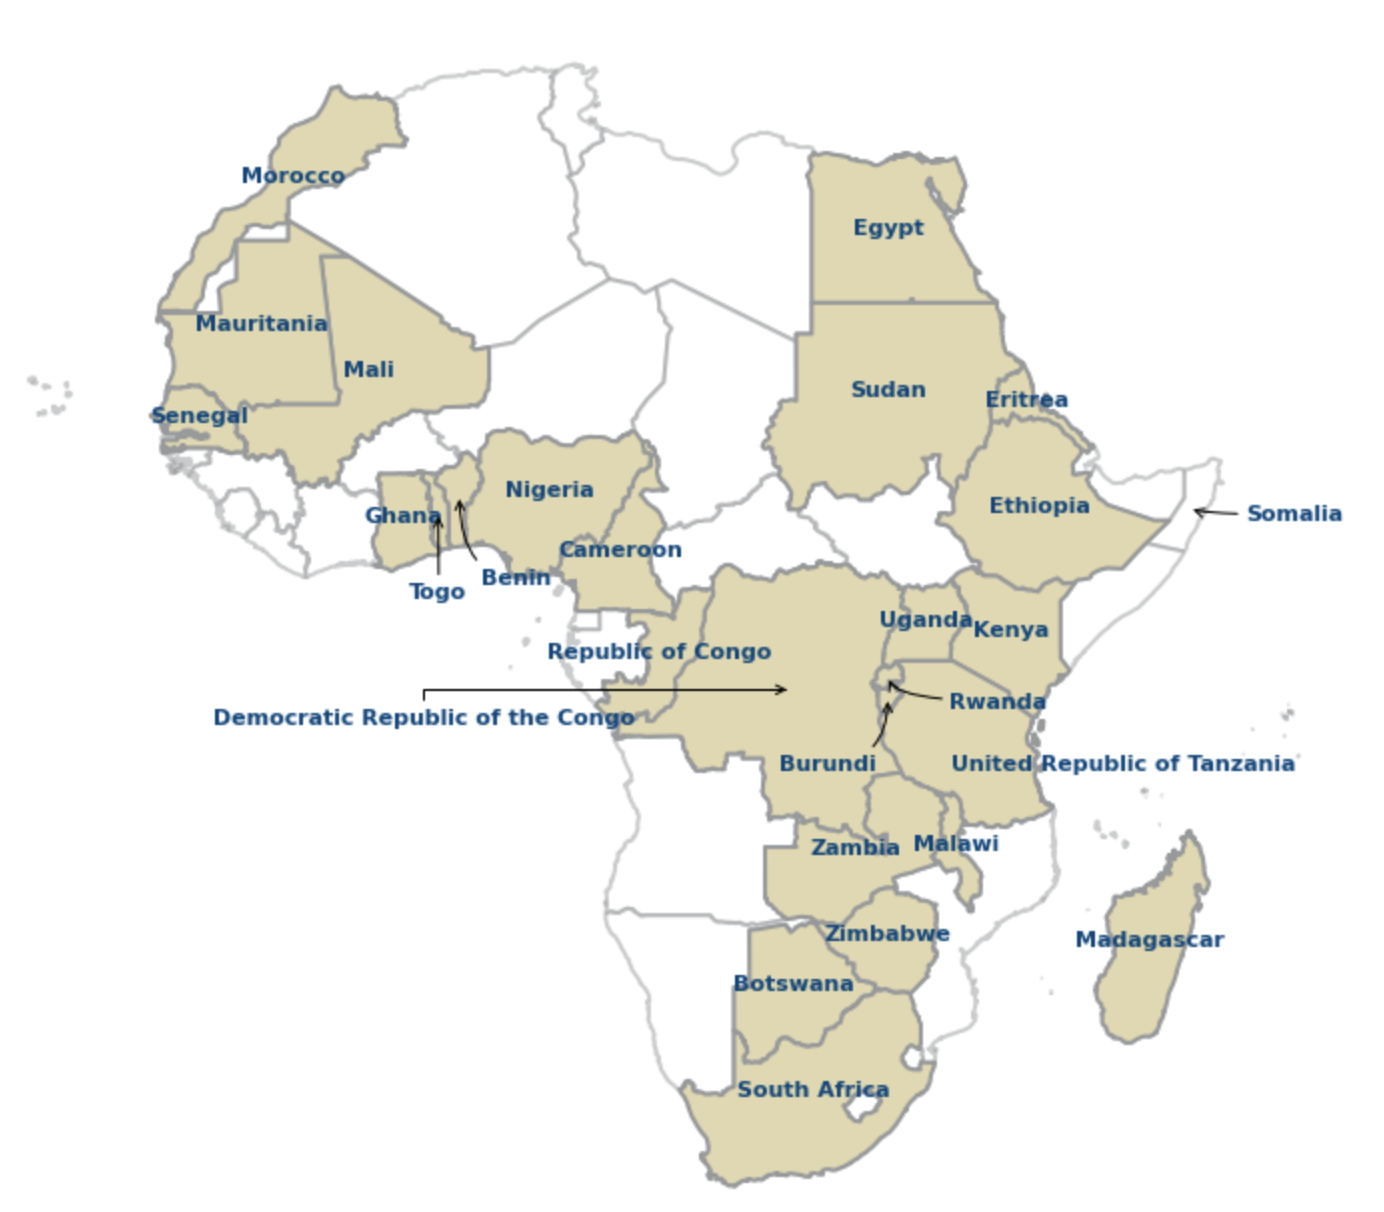 Morocco
Egypt
Mauritania
Mali
Sudan
Eritrea
Senegal
Nigeria
Ethiopia
Somalia
Ghana
Cameroon
Benin
Togo
Uganda
Kenya
Republic of Congo
Rwanda
Democratic Republic of the Congo
Burundi
United Republic of Tanzania
Zambia
Malawi
Zimbabwe
Madagascar
Botswana
South Africa